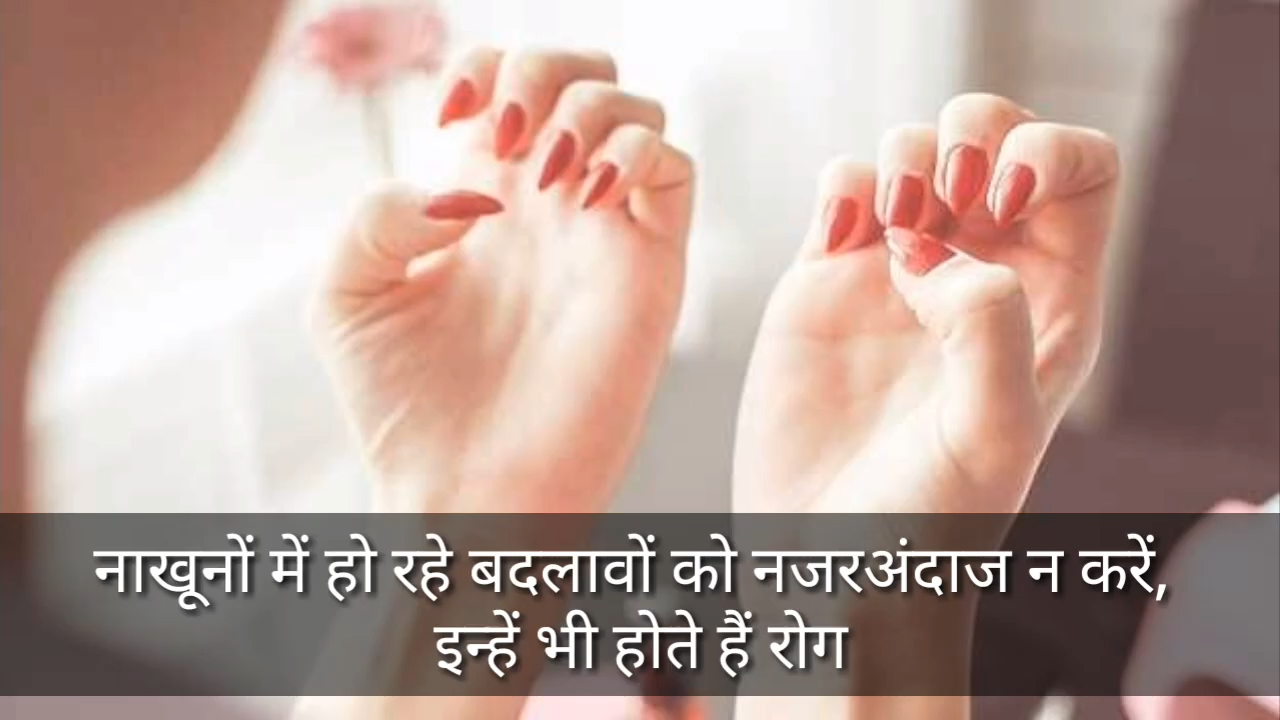 नाखूनों में हो रहे बदलावों को नजरअंदाज न करें,
इन्हें भी होते हैं रोग